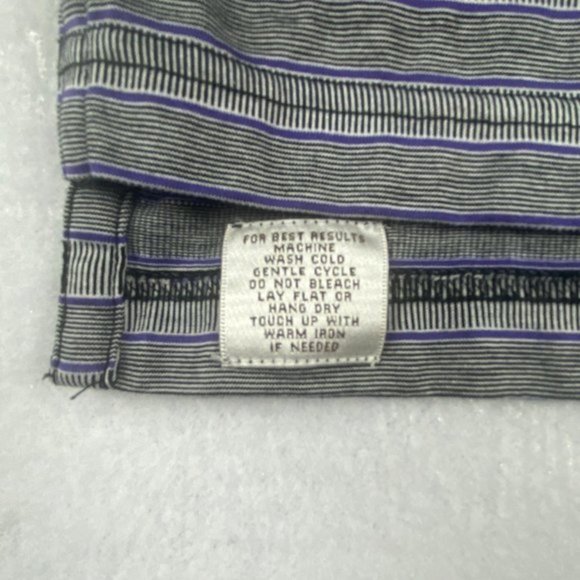 FOR BEST RESULTS
MACHINE
WASH COLD
GENTLE CYCLE
DO NOT BLEACH
LAY FLAT OR
HANG DRY
TOUCH UP WITH
WARM IRON
IF NEEDED